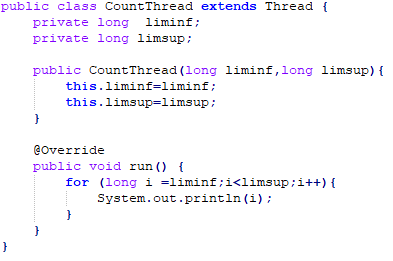 public class CountThread extends Thread {
    private long  liminf;
    private long limsup;

    public CountThread(long liminf,long limsup){
        this.liminf=liminf;
        this.limsup=limsup;
    }

    @Override
    public void run() {
        for (long i =liminf;i<limsup;i++){
            System.out.println(i);
        }
    }
}